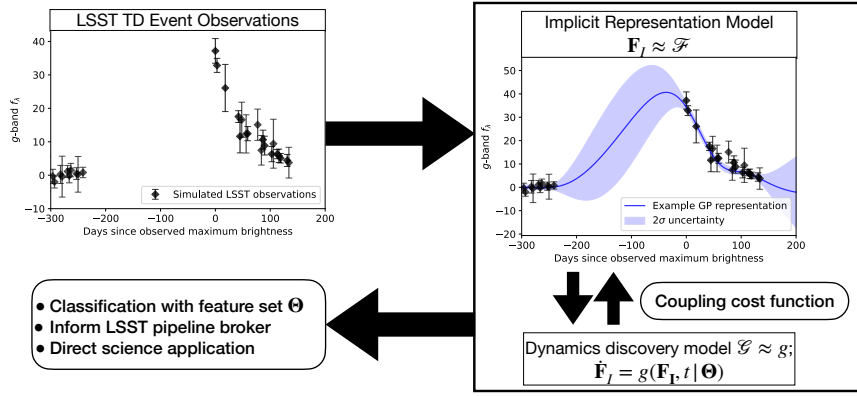 LSST TD Event Observations
40
30
20
10
0
−10
g-band fλ
Simulated LSST observations
−300 −200 −100 0 100 200
Days since observed maximum brightness
Implicit Representation Model
𝐅_I ≈ ℱ
50
40
30
20
10
0
−10
−20
g-band fλ
Example GP representation
2σ uncertainty
−300 −200 −100 0 100 200
Days since observed maximum brightness
Coupling cost function
Dynamics discovery model 𝒢 ≈ g;
Ḟ_I = g(F_I, t | Θ)
● Classification with feature set Θ
● Inform LSST pipeline broker
● Direct science application